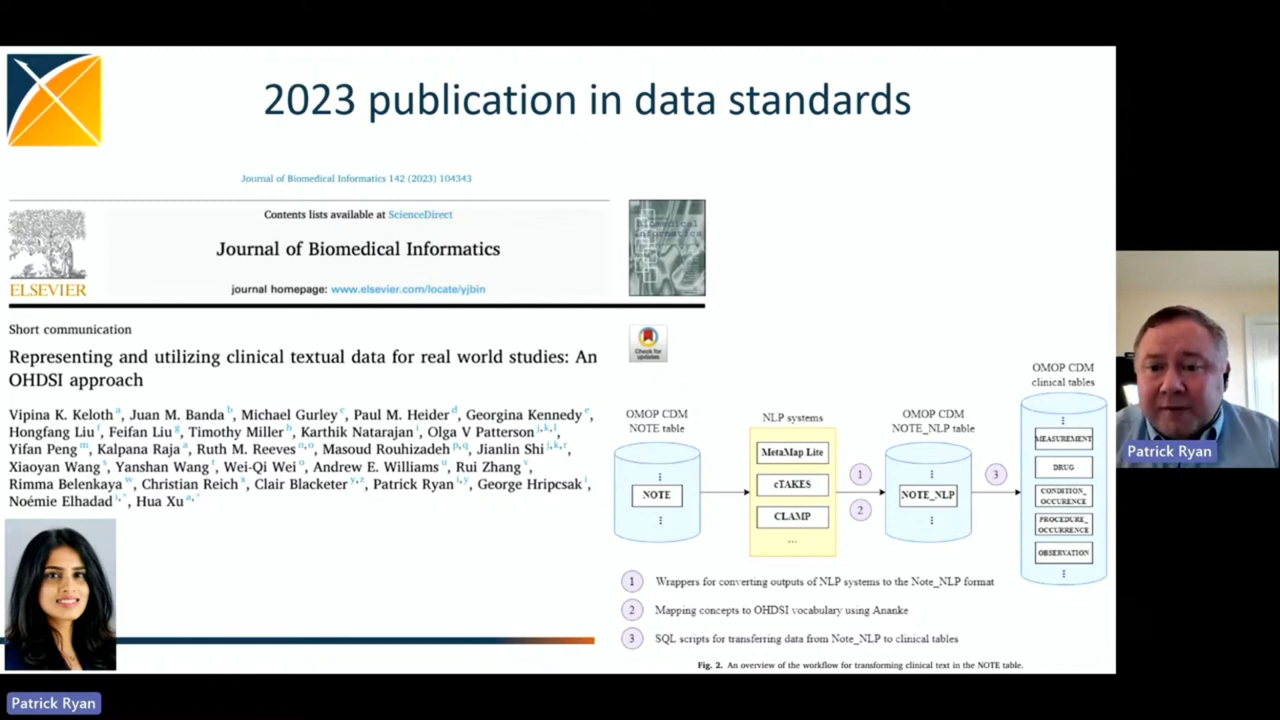 2023 publication in data standards
Journal of Biomedical Informatics 142 (2023) 104343
Contents lists available at ScienceDirect
Journal of Biomedical Informatics
journal homepage: www.elsevier.com/locate/yjbin
ELSEVIER
Biomedical
Informatics
Short communication
Check for
updates
Representing and utilizing clinical textual data for real world studies: An
OHDSI approach
Vipina K. Keloth a, Juan M. Banda b, Michael Gurley c, Paul M. Heider d, Georgina Kennedy e,
Hongfang Liu f, Feifan Liu g, Timothy Miller h, Karthik Natarajan i, Olga V Patterson j,k,l,
Yifan Peng m, Kalpana Raja a, Ruth M. Reeves n,o, Masoud Rouhizadeh p,q, Jianlin Shi j,k,r,
Xiaoyan Wang s, Yanshan Wang t, Wei-Qi Wei o, Andrew E. Williams u, Rui Zhang v,
Rimma Belenkaya w, Christian Reich x, Clair Blacketer y,z, Patrick Ryan i,y, George Hripcsak i,
Noémie Elhadad i,*, Hua Xu a,*
OMOP CDM
NOTE table
NOTE
NLP systems
MetaMap Lite
cTAKES
CLAMP
...
1
2
OMOP CDM
NOTE_NLP table
NOTE_NLP
3
OMOP CDM
clinical tables
MEASUREMENT
DRUG
CONDITION_
OCCURENCE
PROCEDURE_
OCCURRENCE
OBSERVATION
1 Wrappers for converting outputs of NLP systems to the Note_NLP format
2 Mapping concepts to OHDSI vocabulary using Ananke
3 SQL scripts for transferring data from Note_NLP to clinical tables
Fig. 2. An overview of the workflow for transforming clinical text in the NOTE table.
Patrick Ryan
Patrick Ryan